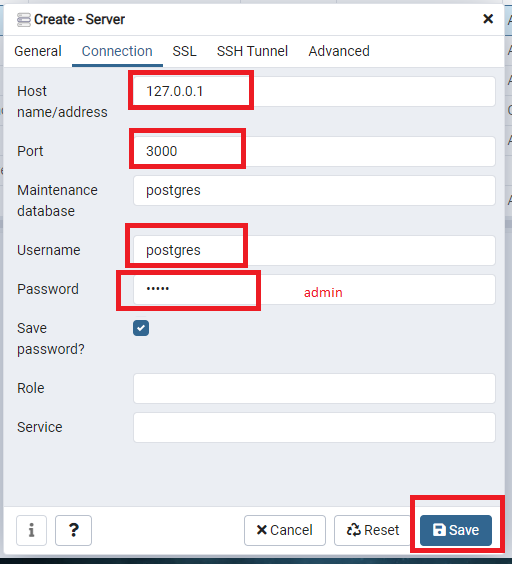 Create - Server
General Connection SSL SSH Tunnel Advanced
Host
name/address
127.0.0.1
Port
3000
Maintenance
database
postgres
Username
postgres
Password
•••••
admin
Save
password?
Role
Service
i
?
Cancel
Reset
Save